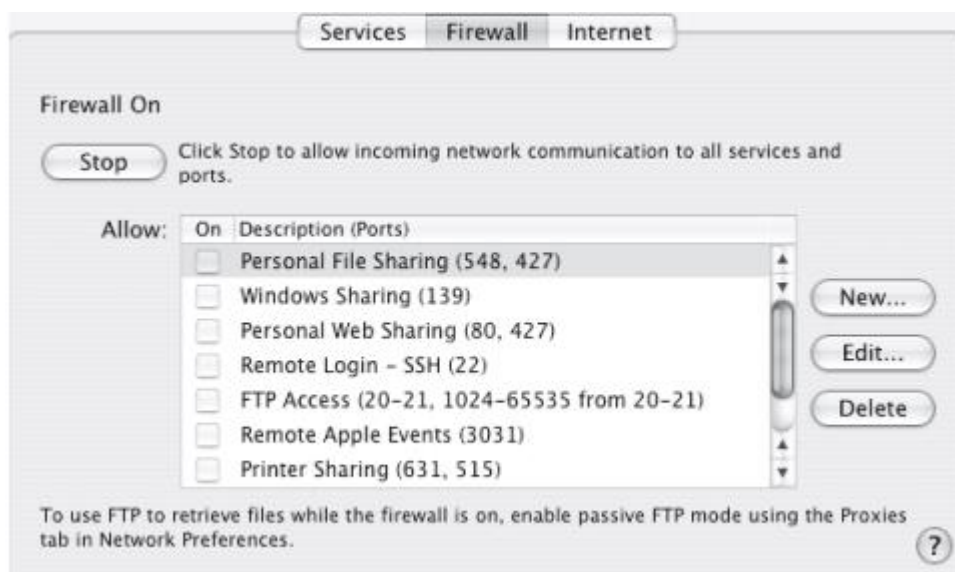 Services Firewall Internet
Firewall On
Stop
Click Stop to allow incoming network communication to all services and
ports.
Allow:
On Description (Ports)
Personal File Sharing (548, 427)
Windows Sharing (139)
Personal Web Sharing (80, 427)
Remote Login – SSH (22)
FTP Access (20-21, 1024-65535 from 20-21)
Remote Apple Events (3031)
Printer Sharing (631, 515)
New...
Edit...
Delete
To use FTP to retrieve files while the firewall is on, enable passive FTP mode using the Proxies
tab in Network Preferences.
?